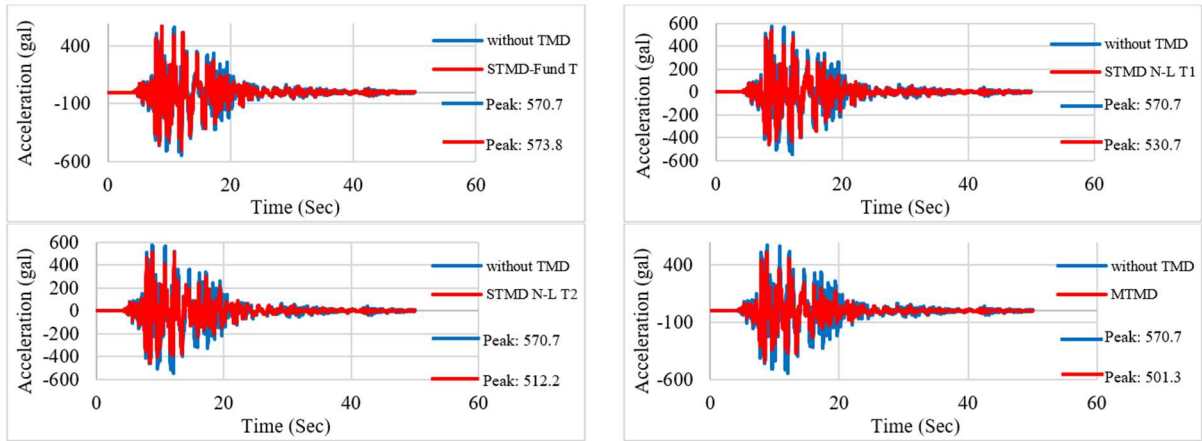 Acceleration (gal)
400
-100
-600
0
20
40
60
Time (Sec)
without TMD
STMD-Fund T
Peak: 570.7
Peak: 573.8
Acceleration (gal)
600
400
200
0
-200
-400
-600
0
20
40
60
Time (Sec)
without TMD
STMD N-L T1
Peak: 570.7
Peak: 530.7
Acceleration (gal)
600
400
200
0
-200
-400
-600
0
20
40
60
Time (Sec)
without TMD
STMD N-L T2
Peak: 570.7
Peak: 512.2
Acceleration (gal)
400
-100
-600
0
20
40
60
Time (Sec)
without TMD
MTMD
Peak: 570.7
Peak: 501.3